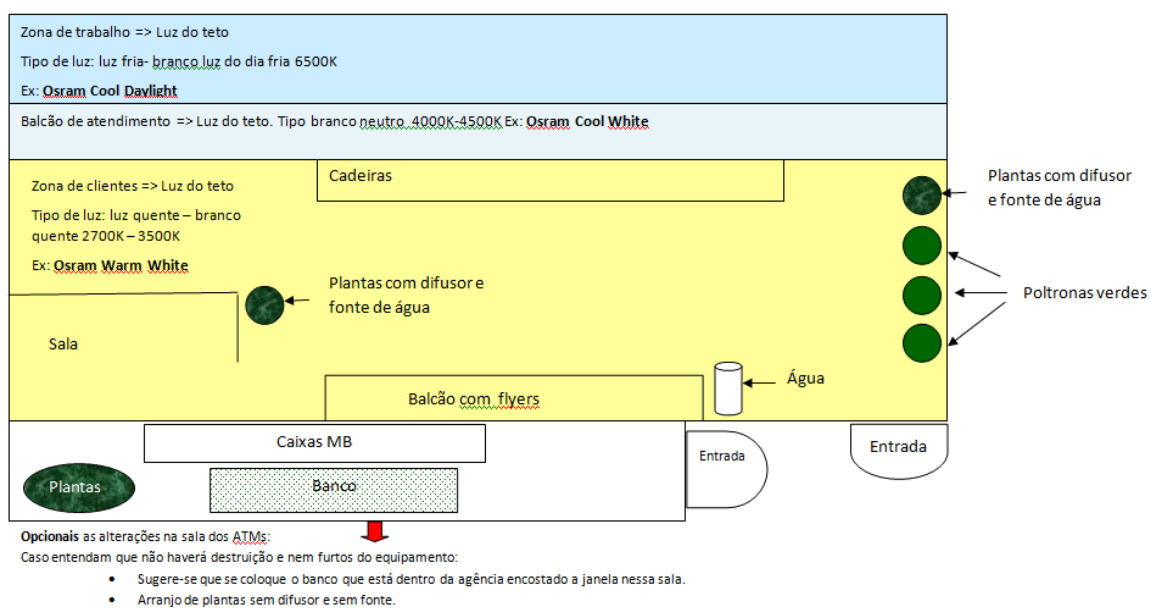 Zona de trabalho => Luz do teto
Tipo de luz: luz fria- branco luz do dia fria 6500K
Ex: Osram Cool Daylight
Balcão de atendimento => Luz do teto. Tipo branco neutro 4000K-4500K Ex: Osram Cool White
Cadeiras
Zona de clientes => Luz do teto
Tipo de luz: luz quente – branco
quente 2700K – 3500K
Ex: Osram Warm White
Plantas com difusor
e fonte de água
Plantas com difusor e
fonte de água
Poltronas verdes
Sala
Água
Balcão com flyers
Caixas MB
Entrada
Entrada
Plantas
Banco
Opcionais as alterações na sala dos ATMs:
Caso entendam que não haverá destruição e nem furtos do equipamento:
• Sugere-se que se coloque o banco que está dentro da agência encostado a janela nessa sala.
• Arranjo de plantas sem difusor e sem fonte.